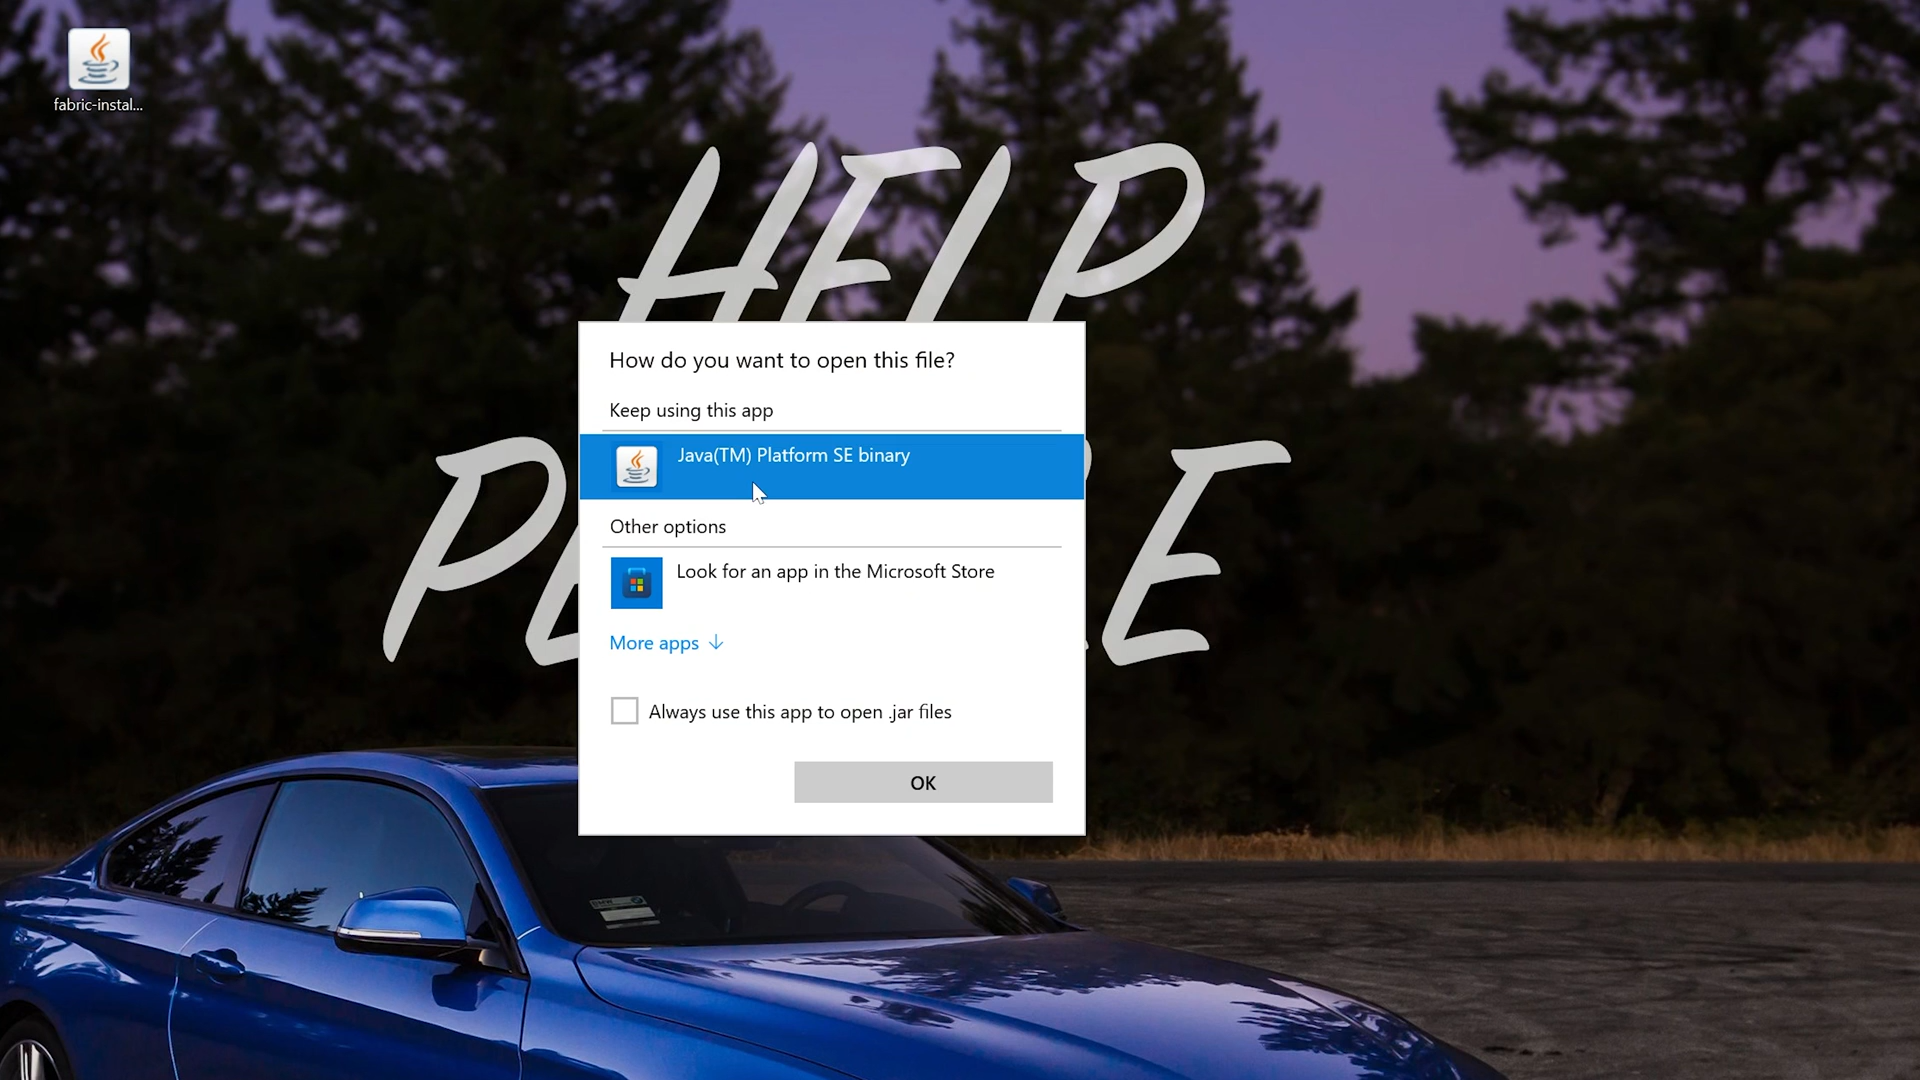 fabric-instal...
HELP
How do you want to open this file?
Keep using this app
Java(TM) Platform SE binary
Other options
Look for an app in the Microsoft Store
More apps
Always use this app to open .jar files
OK